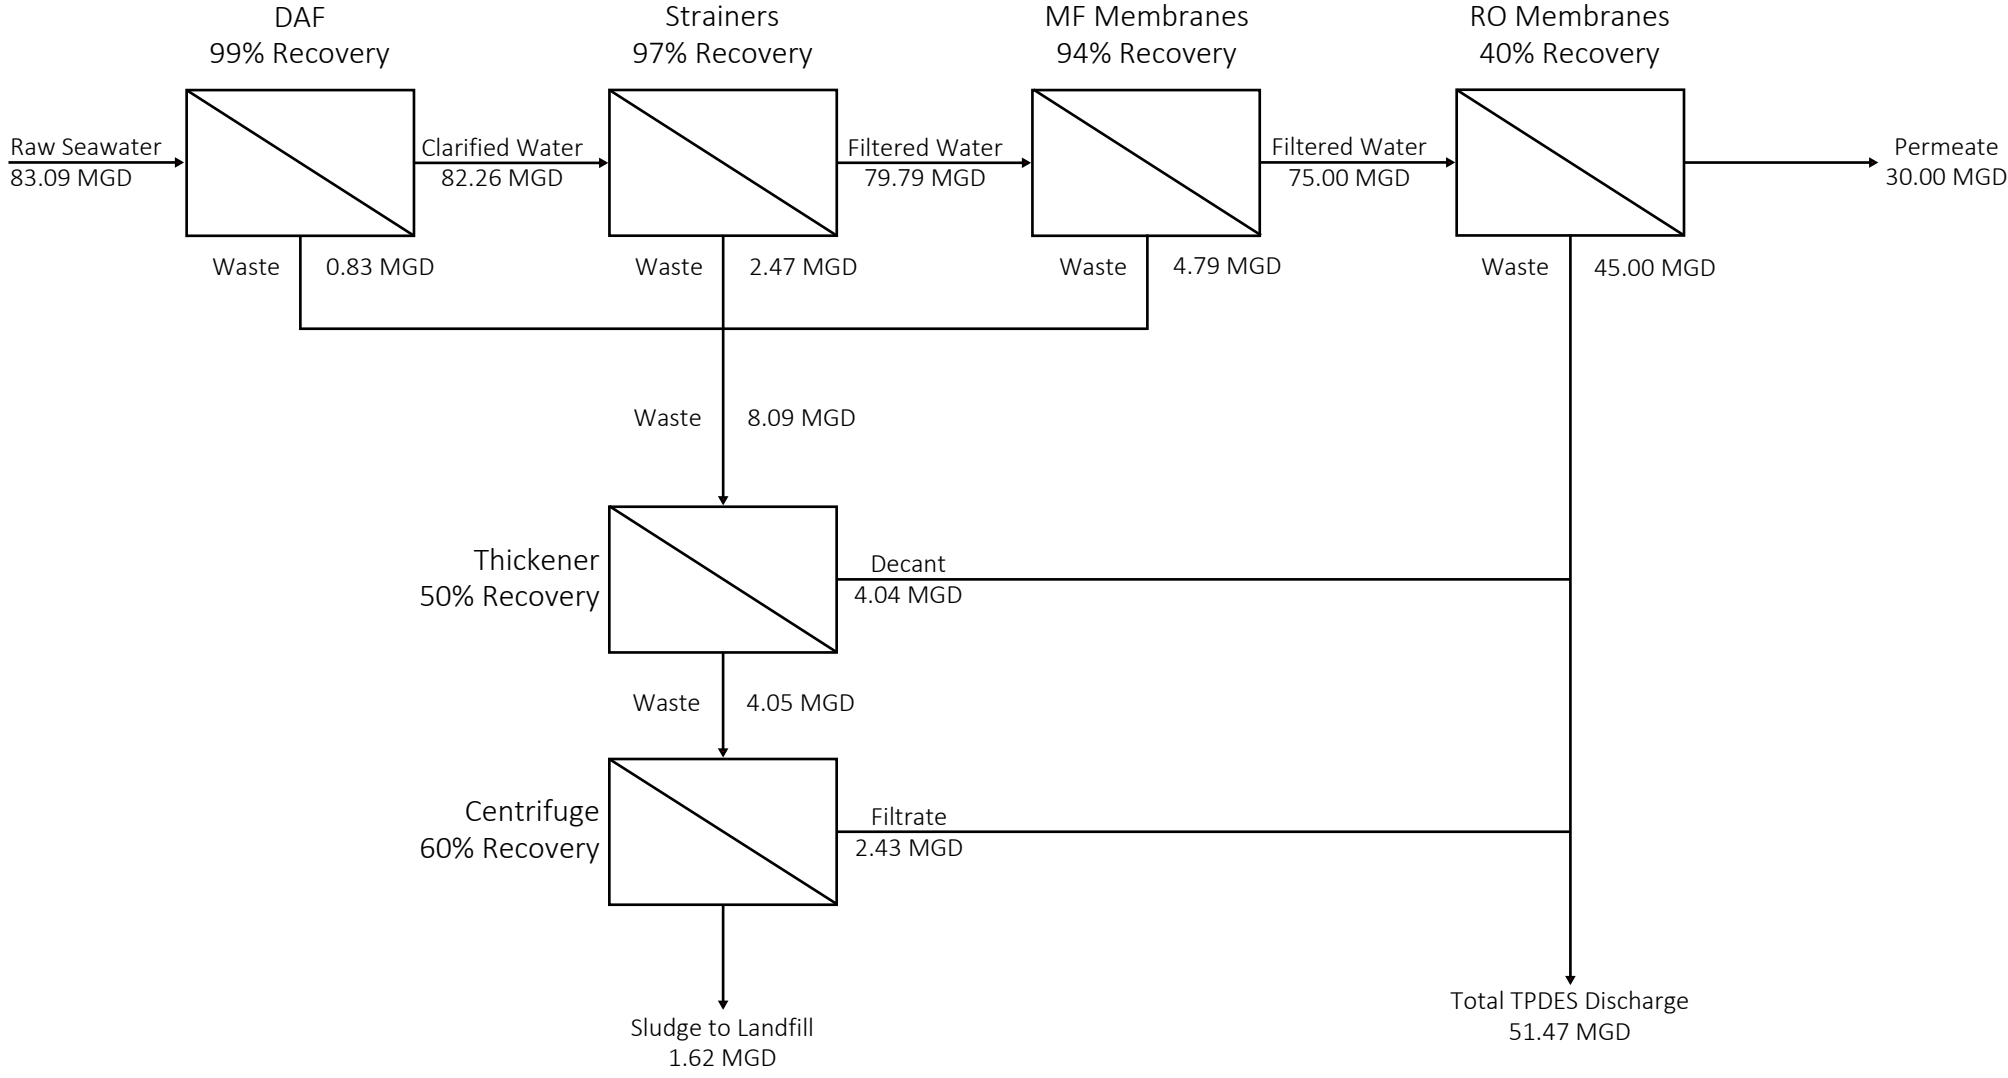 DAF
99% Recovery
Strainers
97% Recovery
MF Membranes
94% Recovery
RO Membranes
40% Recovery
Raw Seawater
83.09 MGD
Clarified Water
82.26 MGD
Filtered Water
79.79 MGD
Filtered Water
75.00 MGD
Permeate
30.00 MGD
Waste 0.83 MGD
Waste 2.47 MGD
Waste 4.79 MGD
Waste 45.00 MGD
Waste 8.09 MGD
Thickener
50% Recovery
Decant
4.04 MGD
Waste 4.05 MGD
Centrifuge
60% Recovery
Filtrate
2.43 MGD
Sludge to Landfill
1.62 MGD
Total TPDES Discharge
51.47 MGD